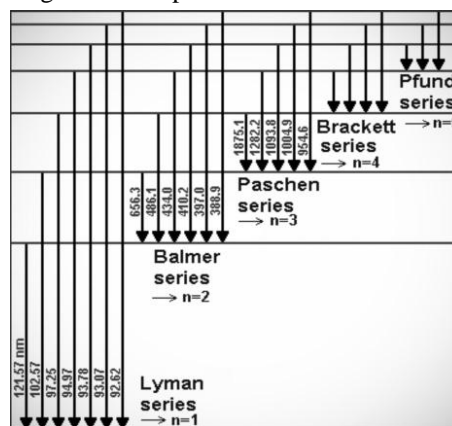 Pfund
series
Brackett
series
→ n=4
1875.1
1282.2
1093.8
1004.9
954.6
Paschen
series
→ n=3
656.3
486.1
434.0
410.2
397.0
388.9
Balmer
series
→ n=2
121.57 nm
102.57
97.25
94.97
93.78
93.07
92.62
Lyman
series
→ n=1